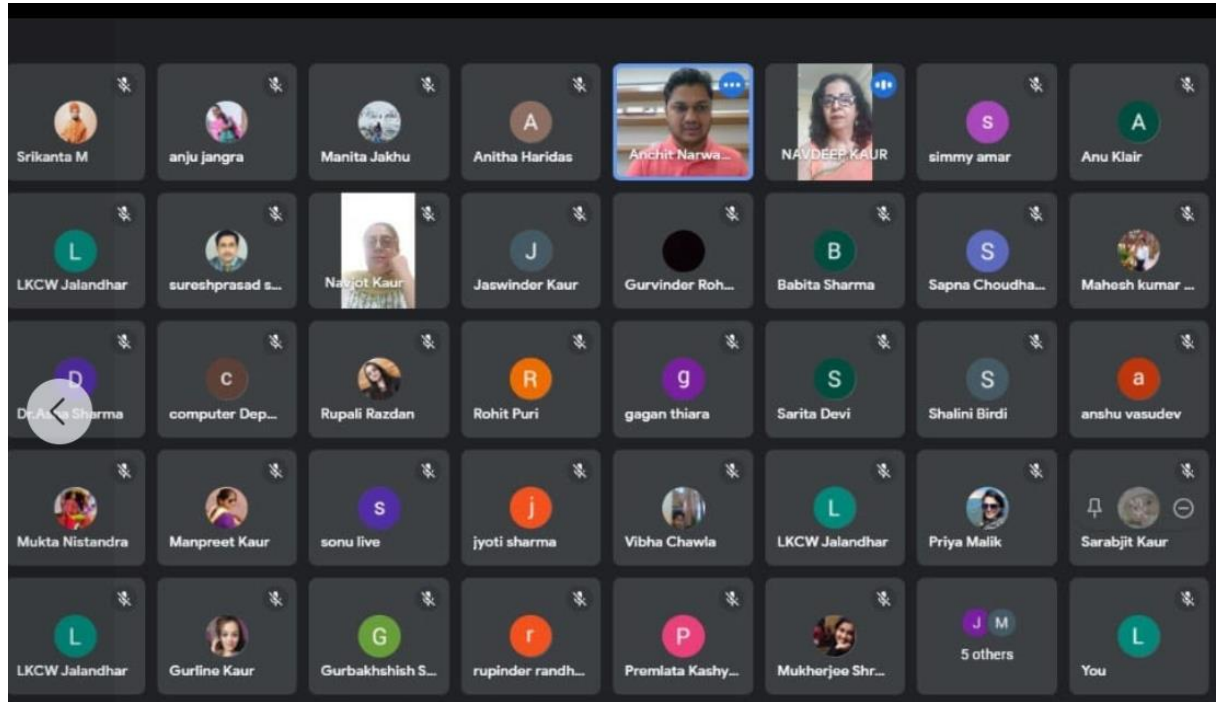 Srikanta M
anju jangra
Manita Jakhu
A
Anitha Haridas
Anchit Narwa...
NAVDEEP KAUR
s
simmy amar
A
Anu Klair
L
LKCW Jalandhar
sureshprasad s...
Navjot Kaur
J
Jaswinder Kaur
Gurvinder Roh...
B
Babita Sharma
S
Sapna Choudha...
Mahesh kumar ...
D
Dr.Asha Sharma
c
computer Dep...
Rupali Razdan
R
Rohit Puri
g
gagan thiara
S
Sarita Devi
S
Shalini Birdi
a
anshu vasudev
Mukta Nistandra
Manpreet Kaur
s
sonu live
j
jyoti sharma
Vibha Chawla
L
LKCW Jalandhar
Priya Malik
Sarabjit Kaur
L
LKCW Jalandhar
Gurline Kaur
G
Gurbakhshish S...
r
rupinder randh...
P
Premlata Kashy...
Mukherjee Shr...
J M
5 others
L
You